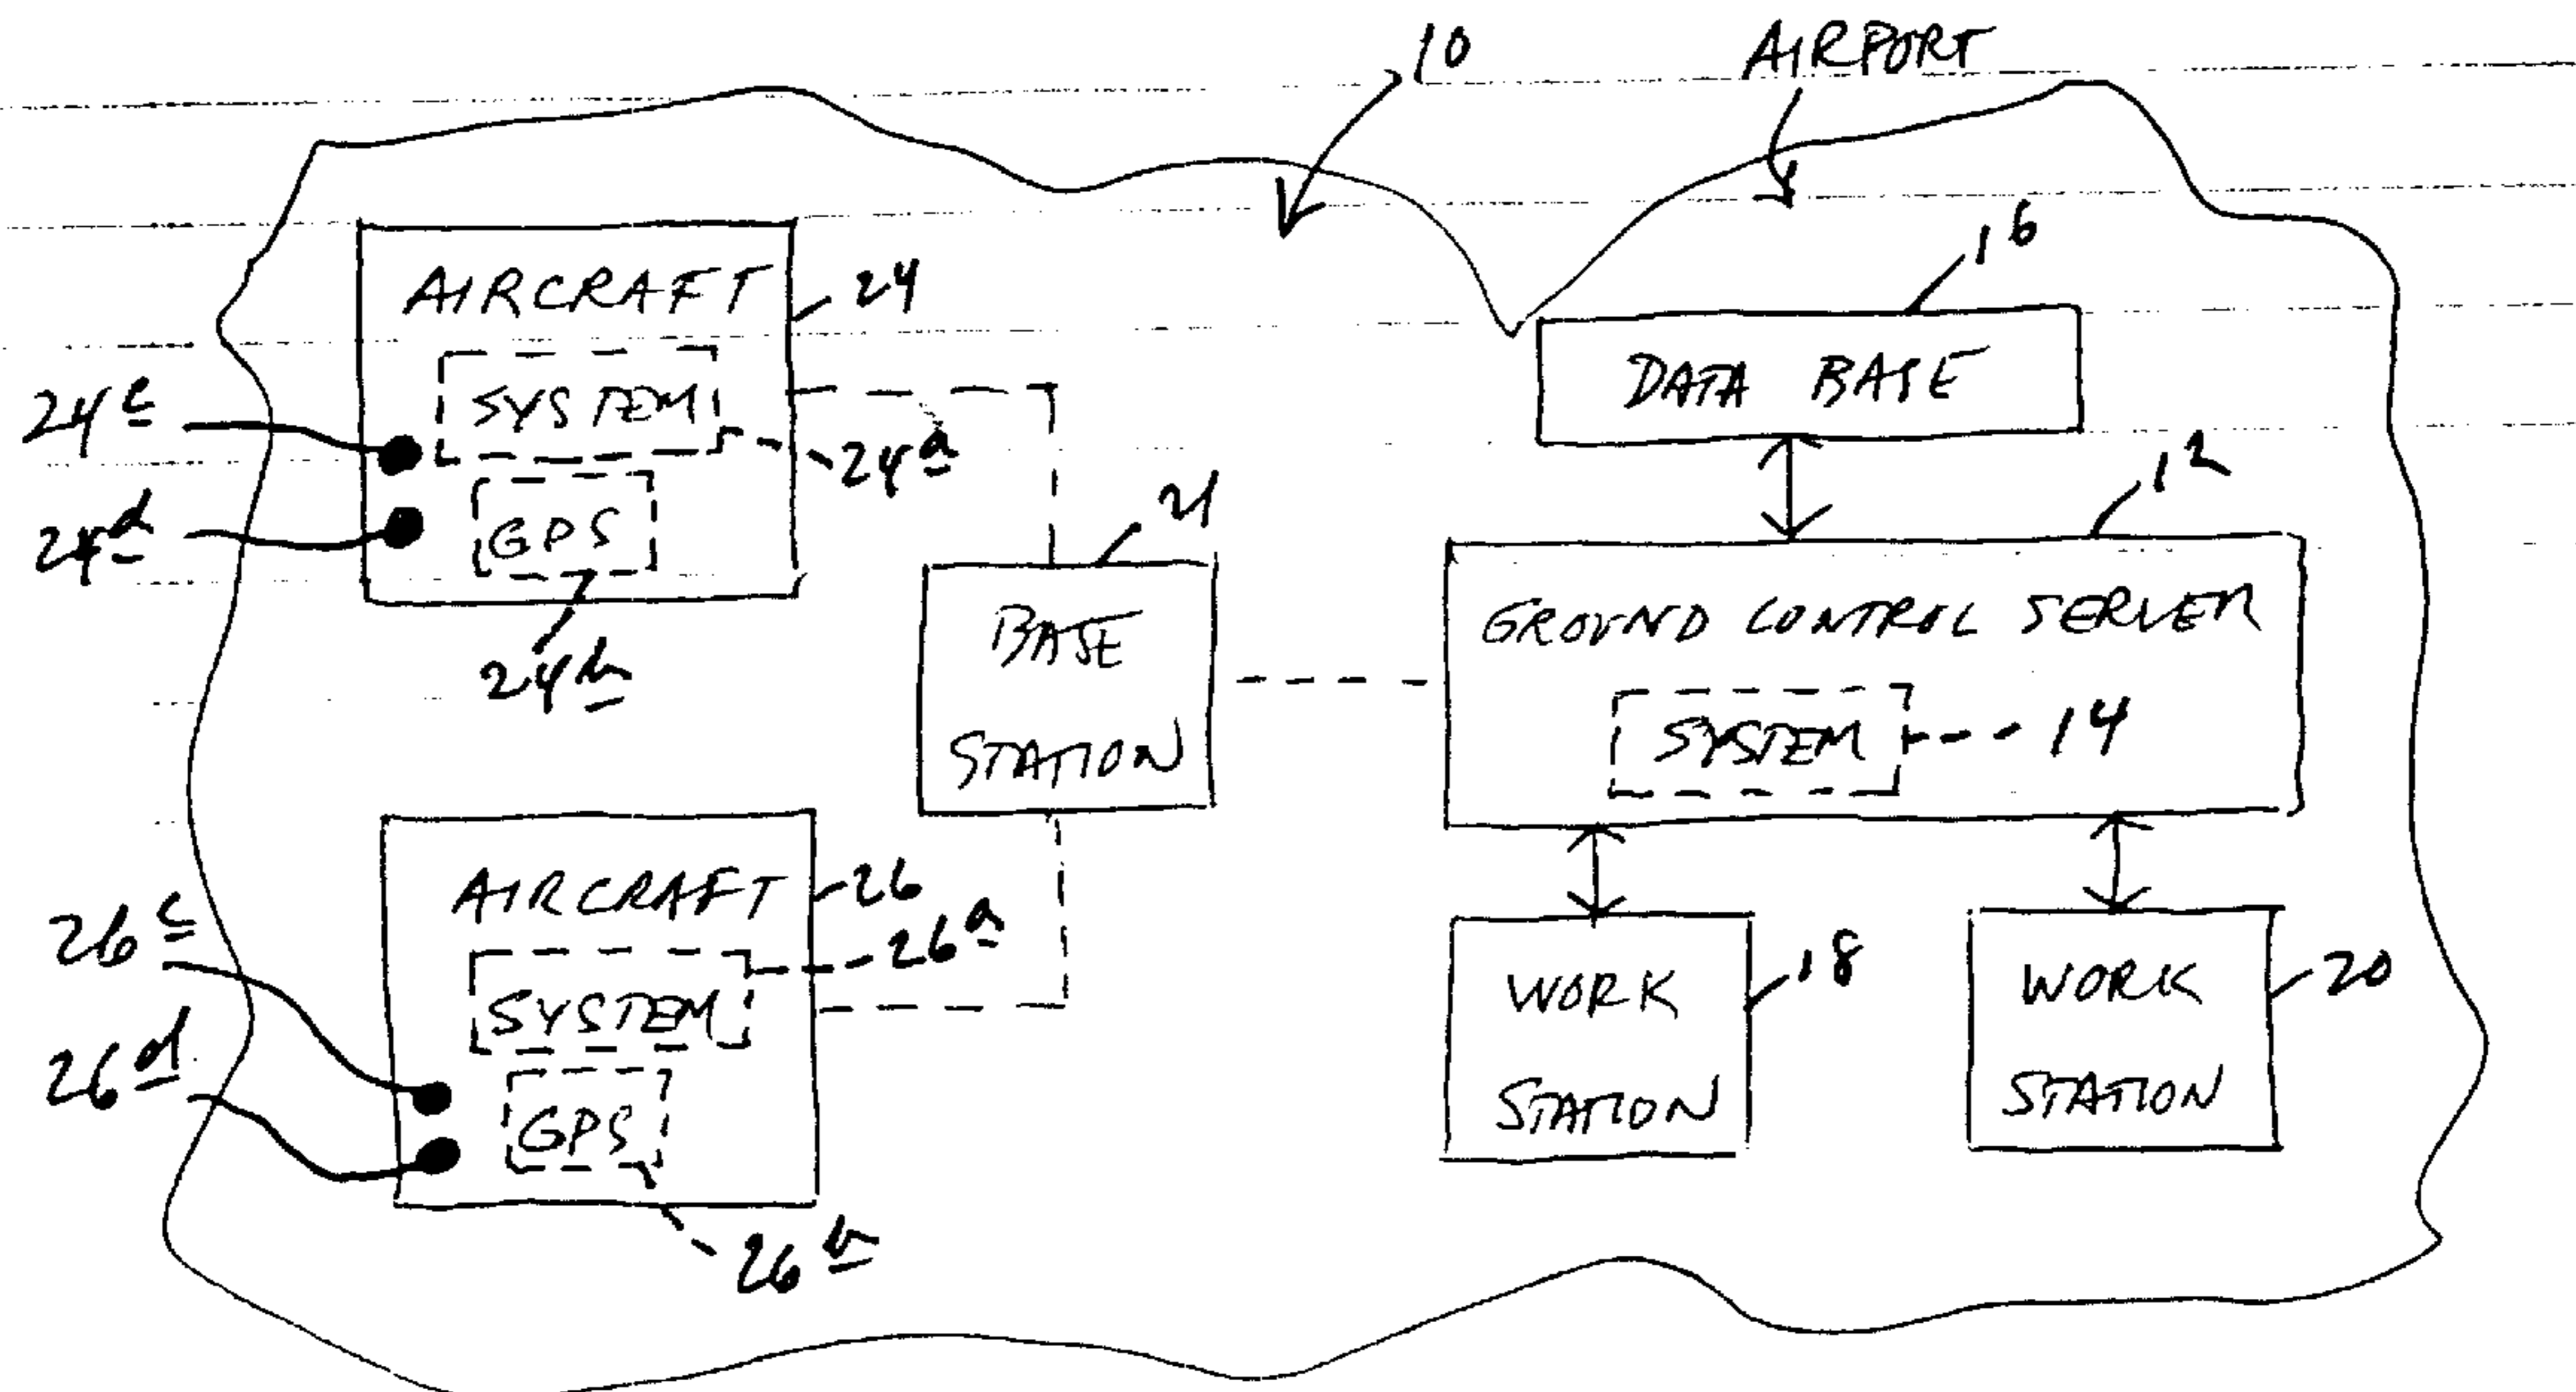 10
AIRPORT
16
AIRCRAFT
24
DATA BASE
SYSTEM
24c
24a
12
21
24d
GPS
GROUND CONTROL SERVER
BASE
STATION
24b
SYSTEM
14
AIRCRAFT
26
26a
26c
SYSTEM
WORK
STATION
18
WORK
STATION
20
26d
GPS
26b